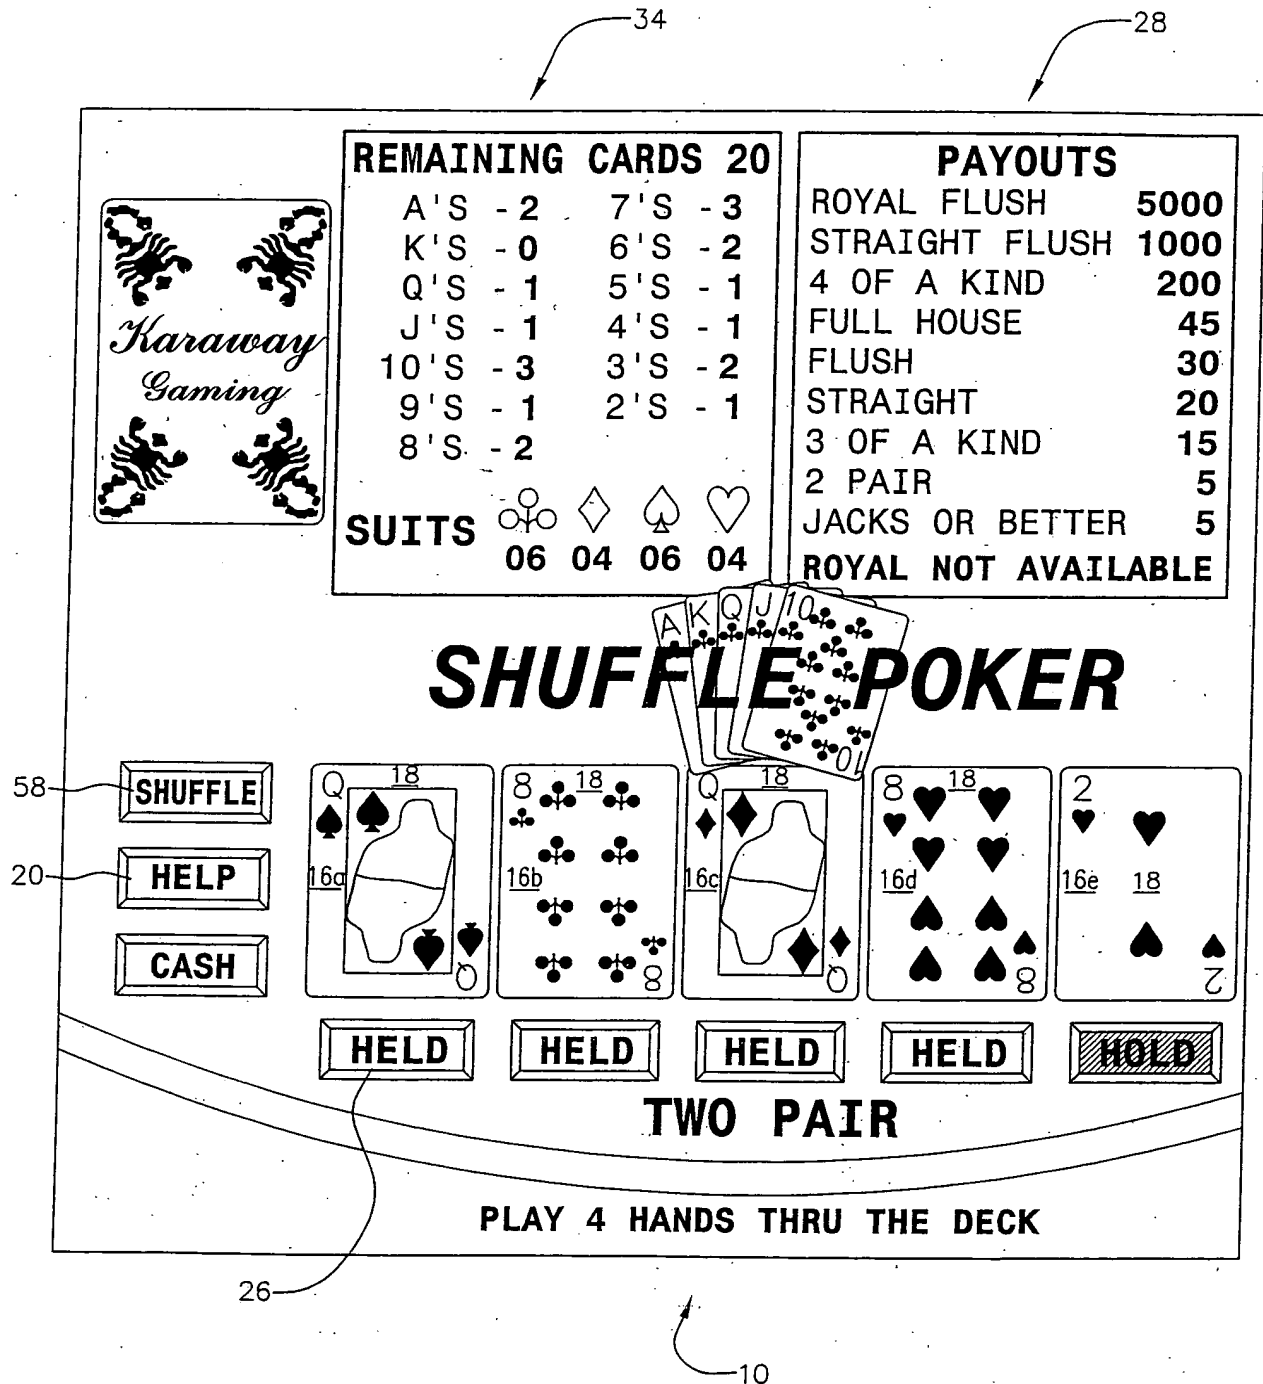 34
28
REMAINING CARDS 20
A'S - 2 7'S - 3
K'S - 0 6'S - 2
Q'S - 1 5'S - 1
J'S - 1 4'S - 1
10'S - 3 3'S - 2
9'S - 1 2'S - 1
8'S - 2
SUITS
06 04 06 04
PAYOUTS
ROYAL FLUSH 5000
STRAIGHT FLUSH 1000
4 OF A KIND 200
FULL HOUSE 45
FLUSH 30
STRAIGHT 20
3 OF A KIND 15
2 PAIR 5
JACKS OR BETTER 5
ROYAL NOT AVAILABLE
Karaway
Gaming
A K Q J 10
10
SHUFFLE POKER
58
SHUFFLE
20
HELP
CASH
Q 18
16a
Q
8 18
16b
8
Q 18
16c
Q
8 18
16d
8
2
16e 18
2
HELD HELD HELD HELD HOLD
TWO PAIR
PLAY 4 HANDS THRU THE DECK
26
10